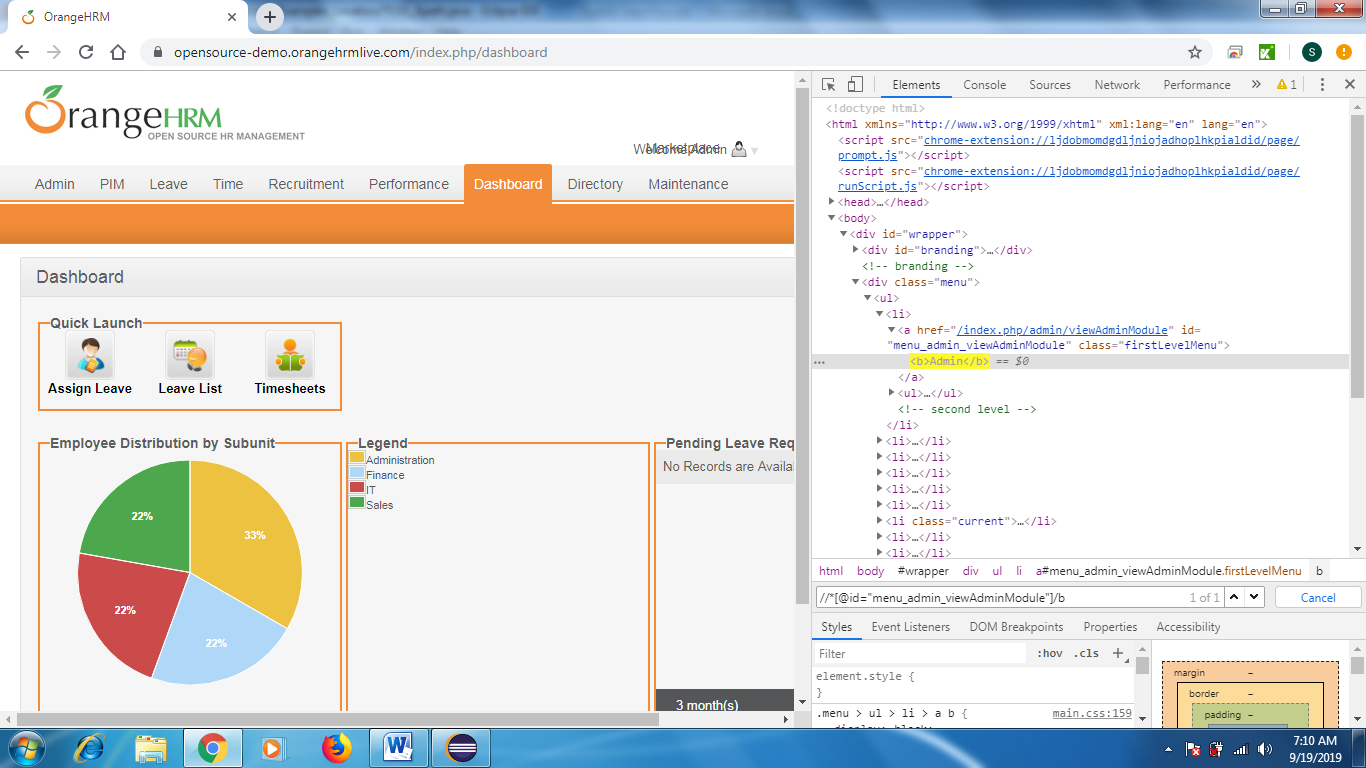 OrangeHRM
opensource-demo.orangehrmlive.com/index.php/dashboard
OrangeHRM
OPEN SOURCE HR MANAGEMENT
Marketplace
Welcome Admin
Admin PIM Leave Time Recruitment Performance Dashboard Directory Maintenance
Dashboard
Quick Launch
Assign Leave Leave List Timesheets
Employee Distribution by Subunit
22%
33%
22%
22%
Legend
Administration
Finance
IT
Sales
Pending Leave Req
No Records are Availa
3 month(s)
Elements Console Sources Network Performance » 1
<!doctype html>
<html xmlns="http://www.w3.org/1999/xhtml" xml:lang="en" lang="en">
<script src="chrome-extension://ljdobmomdgdljniojadhoplhkpialdid/page/
prompt.js"></script>
<script src="chrome-extension://ljdobmomdgdljniojadhoplhkpialdid/page/
runScript.js"></script>
<head>…</head>
<body>
<div id="wrapper">
<div id="branding">…</div>
<!-- branding -->
<div class="menu">
<ul>
<li>
<a href="/index.php/admin/viewAdminModule" id=
"menu_admin_viewAdminModule" class="firstLevelMenu">
… <b>Admin</b> == $0
</a>
<ul>…</ul>
<!-- second level -->
</li>
<li>…</li>
<li>…</li>
<li>…</li>
<li>…</li>
<li>…</li>
<li class="current">…</li>
<li>…</li>
<li>…</li>
html body #wrapper div ul li a#menu_admin_viewAdminModule.firstLevelMenu b
//*[@id="menu_admin_viewAdminModule"]/b 1 of 1 Cancel
Styles Event Listeners DOM Breakpoints Properties Accessibility
Filter :hov .cls +
element.style {
}
.menu > ul > li > a b { main.css:159
margin –
border –
padding –
S
7:10 AM
9/19/2019